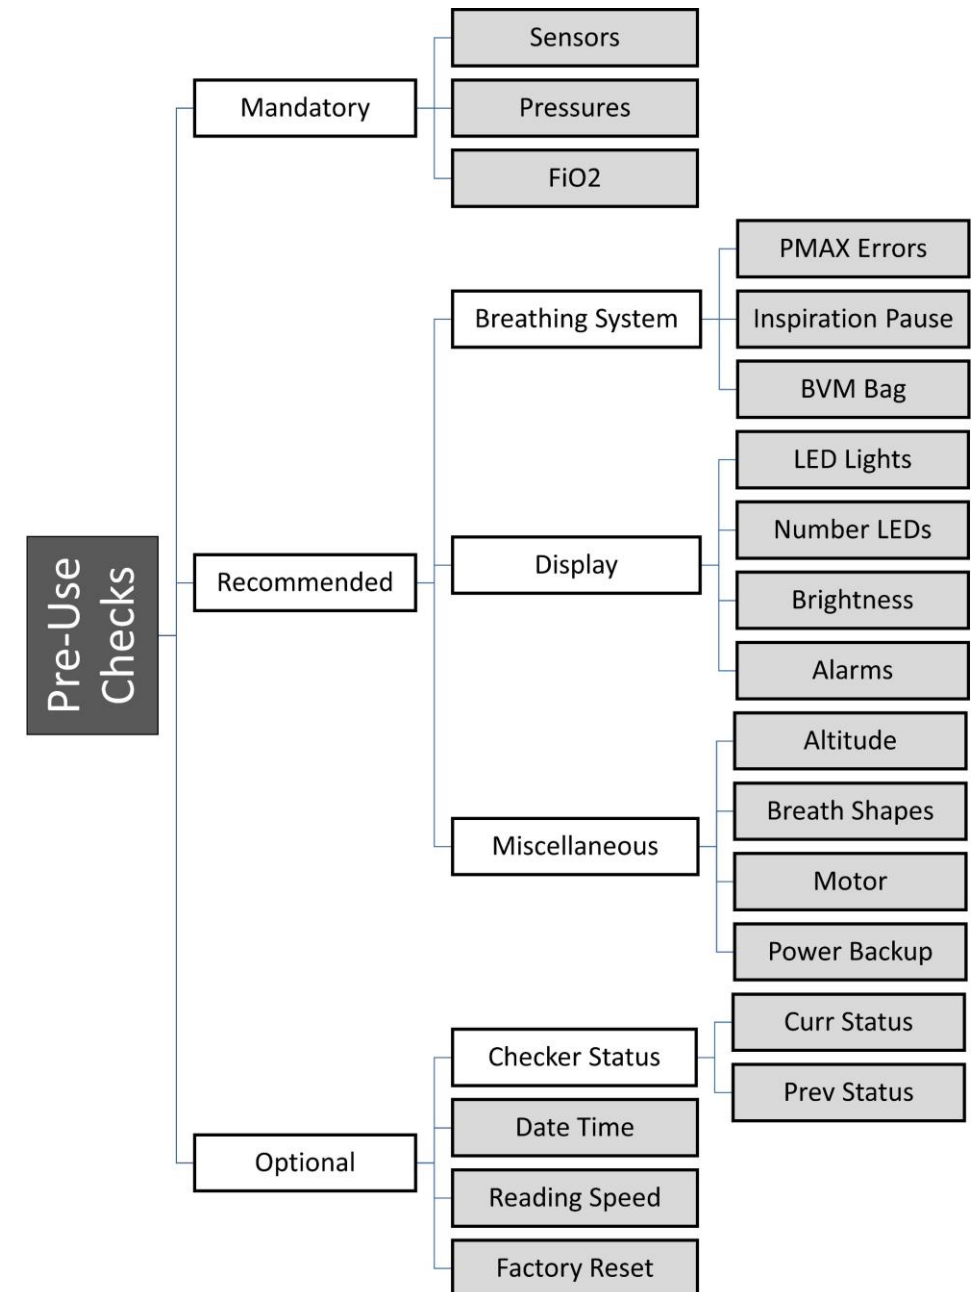 Pre-Use
Checks
Mandatory
Sensors
Pressures
FiO2
Recommended
Breathing System
PMAX Errors
Inspiration Pause
BVM Bag
Display
LED Lights
Number LEDs
Brightness
Alarms
Miscellaneous
Altitude
Breath Shapes
Motor
Power Backup
Optional
Checker Status
Curr Status
Prev Status
Date Time
Reading Speed
Factory Reset